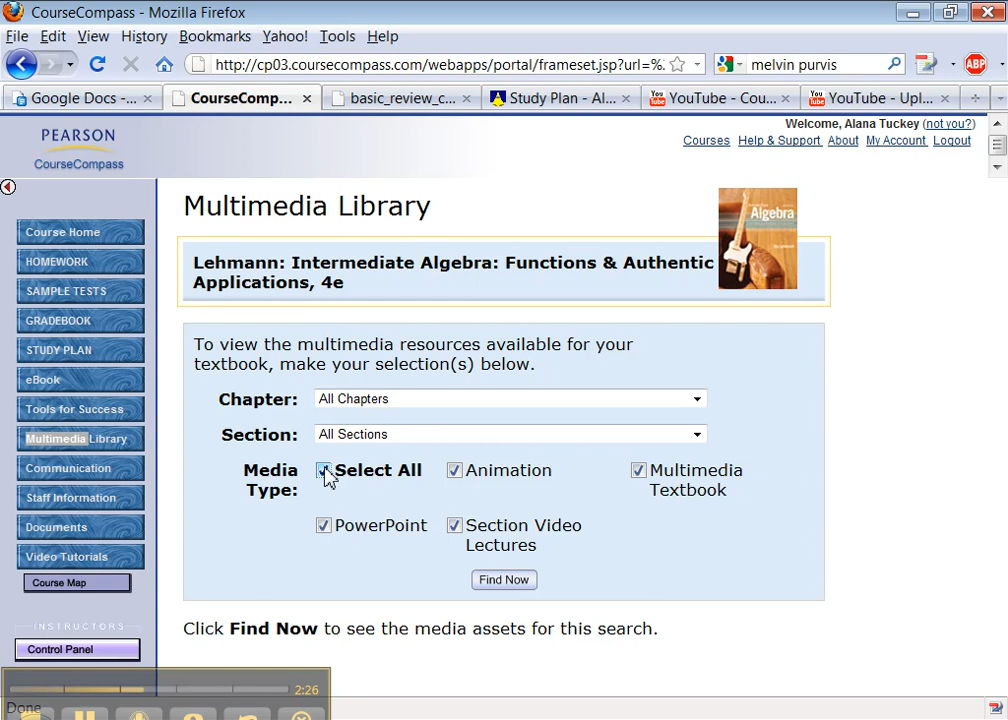 CourseCompass - Mozilla Firefox
File Edit View History Bookmarks Yahoo! Tools Help
http://cp03.coursecompass.com/webapps/portal/frameset.jsp?url=%. melvin purvis ABP
Google Docs -... CourseComp... basic_review_c... Study Plan - Al... YouTube - Cou... YouTube - Upl...
Welcome, Alana Tuckey (not you?)
Courses Help & Support About My Account Logout
PEARSON
CourseCompass
Course Home
HOMEWORK
SAMPLE TESTS
GRADEBOOK
STUDY PLAN
eBook
Tools for Success
Multimedia Library
Communication
Staff Information
Documents
Video Tutorials
Course Map
INSTRUCTORS
Control Panel
Multimedia Library
Algebra
Lehmann: Intermediate Algebra: Functions & Authentic
Applications, 4e
To view the multimedia resources available for your
textbook, make your selection(s) below.
Chapter: All Chapters
Section: All Sections
Media Type: Select All Animation Multimedia Textbook
PowerPoint Section Video Lectures
Find Now
Click Find Now to see the media assets for this search.
2:26
Done